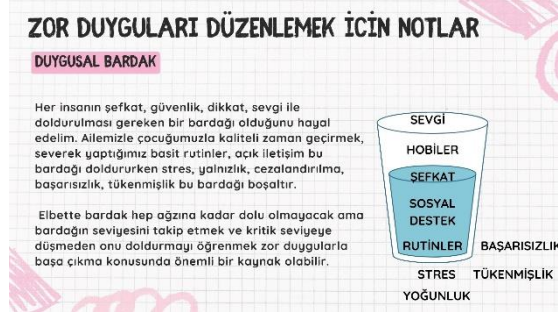 ZOR DUYGULARI DÜZENLEMEK İCİN NOTLAR
DUYGUSAL BARDAK
Her insanın şefkat, güvenlik, dikkat, sevgi ile
doldurulması gereken bir bardağı olduğunu hayal
edelim. Ailemizle çocuğumuzla kaliteli zaman geçirmek,
severek yaptığımız basit rutinler, açık iletişim bu
bardağı doldururken stres, yalnızlık, cezalandırılma,
başarısızlık, tükenmişlik bu bardağı boşaltır.
Elbette bardak hep ağzına kadar dolu olmayacak ama
bardağın seviyesini takip etmek ve kritik seviyeye
düşmeden onu doldurmayı öğrenmek zor duygularla
başa çıkma konusunda önemli bir kaynak olabilir.
SEVGİ
HOBİLER
ŞEFKAT
SOSYAL
DESTEK
RUTİNLER
BAŞARISIZLIK
STRES
TÜKENMİŞLİK
YOĞUNLUK